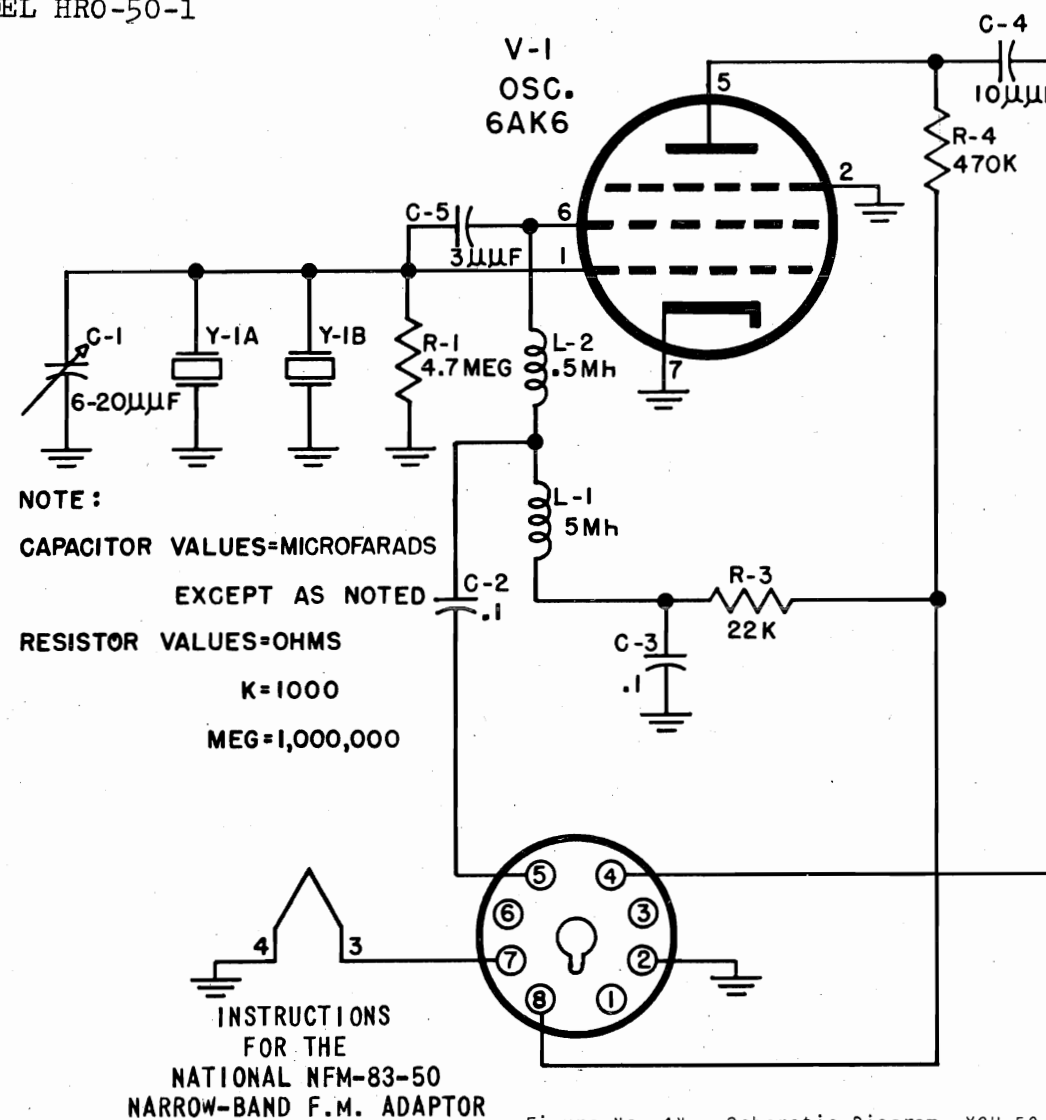 EL HRO-50-1
C-4
10µµF
V-1
OSC.
6AK6
5
R-4
470K
2
C-5
3µµF
6
1
7
C-1
6-20µµF
Y-1A
Y-1B
R-1
4.7 MEG
L-2
.5Mh
L-1
5Mh
NOTE:
CAPACITOR VALUES=MICROFARADS
EXCEPT AS NOTED
RESISTOR VALUES=OHMS
K=1000
MEG=1,000,000
C-2
.1
R-3
22K
C-3
.1
5
4
6
3
7
2
8
1
4
3
INSTRUCTIONS
FOR THE
NATIONAL NFM-83-50
NARROW-BAND F.M. ADAPTOR